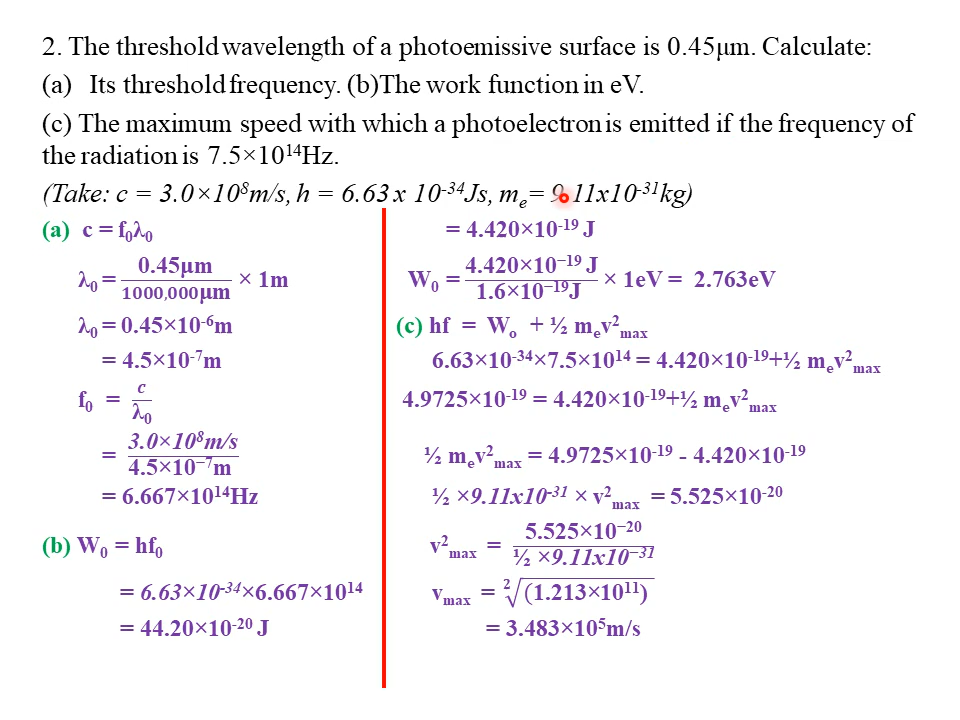 2. The threshold wavelength of a photoemissive surface is 0.45μm. Calculate:
(a) Its threshold frequency. (b)The work function in eV.
(c) The maximum speed with which a photoelectron is emitted if the frequency of
the radiation is 7.5×10¹⁴Hz.
(Take: c = 3.0×10⁸m/s, h = 6.63 x 10⁻³⁴Js, mₑ= 9.11x10⁻³¹kg)
(a) c = f₀λ₀
λ₀ = 0.45μm / 1000,000μm × 1m
λ₀ = 0.45×10⁻⁶m
= 4.5×10⁻⁷m
f₀ = c / λ₀
= 3.0×10⁸m/s / 4.5×10⁻⁷m
= 6.667×10¹⁴Hz
(b) W₀ = hf₀
= 6.63×10⁻³⁴×6.667×10¹⁴
= 44.20×10⁻²⁰ J
= 4.420×10⁻¹⁹ J
W₀ = 4.420×10⁻¹⁹ J / 1.6×10⁻¹⁹J × 1eV = 2.763eV
(c) hf = Wₒ + ½ mₑv²max
6.63×10⁻³⁴×7.5×10¹⁴ = 4.420×10⁻¹⁹+½ mₑv²max
4.9725×10⁻¹⁹ = 4.420×10⁻¹⁹+½ mₑv²max
½ mₑv²max = 4.9725×10⁻¹⁹ - 4.420×10⁻¹⁹
½ ×9.11x10⁻³¹ × v²max = 5.525×10⁻²⁰
v²max = 5.525×10⁻²⁰ / ½ ×9.11x10⁻³¹
vmax = ²√(1.213×10¹¹)
= 3.483×10⁵m/s